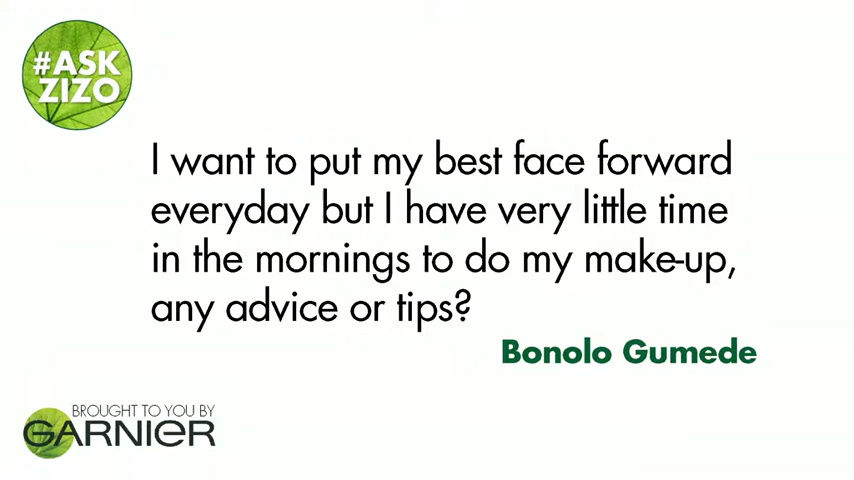 #ASK
ZIZO
I want to put my best face forward
everyday but I have very little time
in the mornings to do my make-up,
any advice or tips?
Bonolo Gumede
BROUGHT TO YOU BY
GARNIER